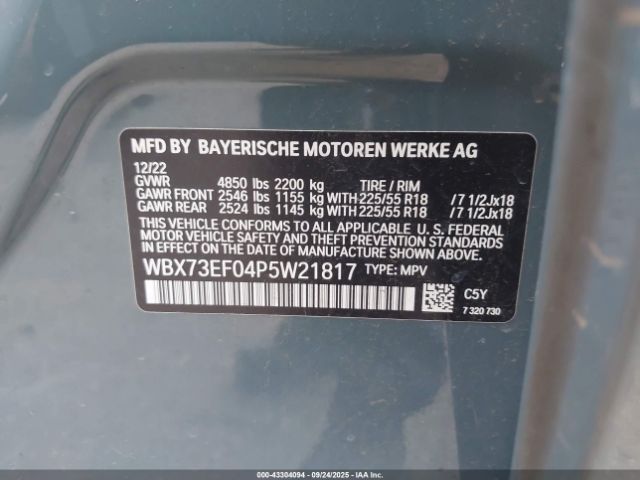 MFD BY BAYERISCHE MOTOREN WERKE AG
12/22
GVWR 4850 lbs 2200 kg TIRE / RIM
GAWR FRONT 2546 lbs 1155 kg WITH 225/55 R18 /7 1/2Jx18
GAWR REAR 2524 lbs 1145 kg WITH 225/55 R18 /7 1/2Jx18
THIS VEHICLE CONFORMS TO ALL APPLICABLE U. S. FEDERAL
MOTOR VEHICLE SAFETY, BUMPER, AND THEFT PREVENTION
STANDARDS IN EFFECT ON THE DATE OF MANUFACTURE SHOWN ABOVE.
WBX73EF04P5W21817 TYPE: MPV
C5Y
7 320 730
000-43304094 - 09/24/2025 - COPART/IAAI